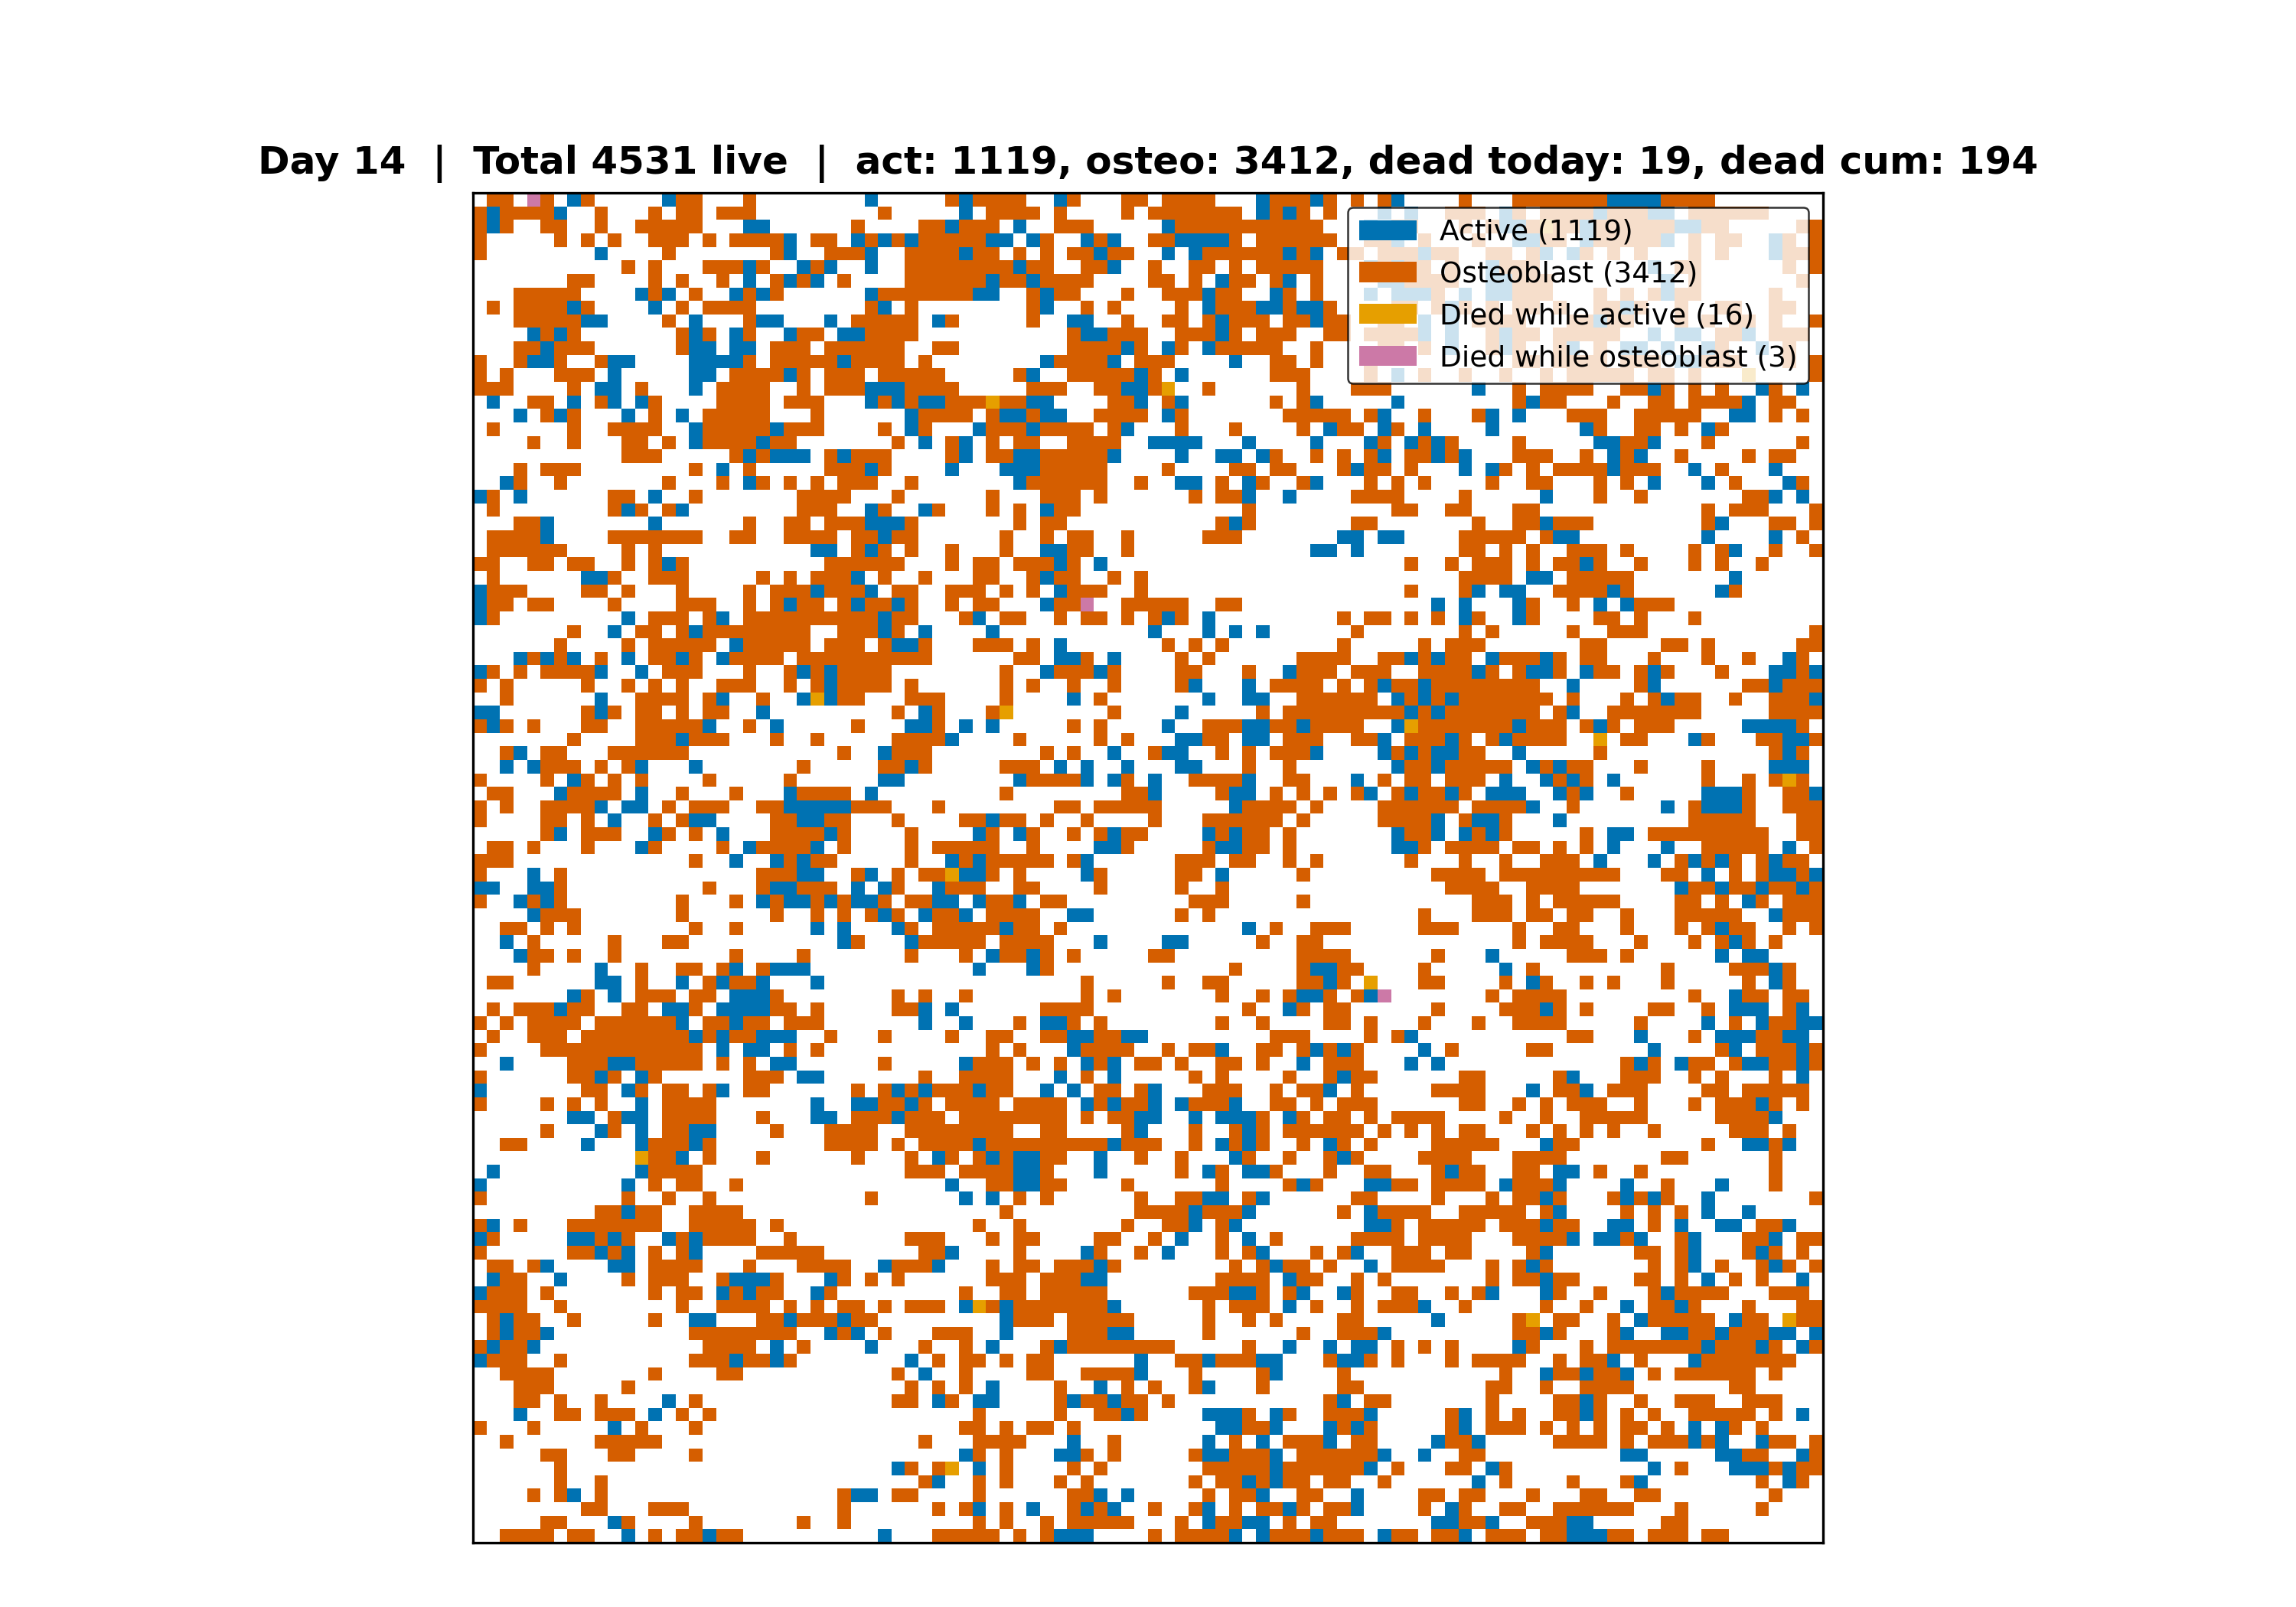 Day 14 | Total 4531 live | act: 1119, osteo: 3412, dead today: 19, dead cum: 194
Active (1119)
Osteoblast (3412)
Died while active (16)
Died while osteoblast (3)